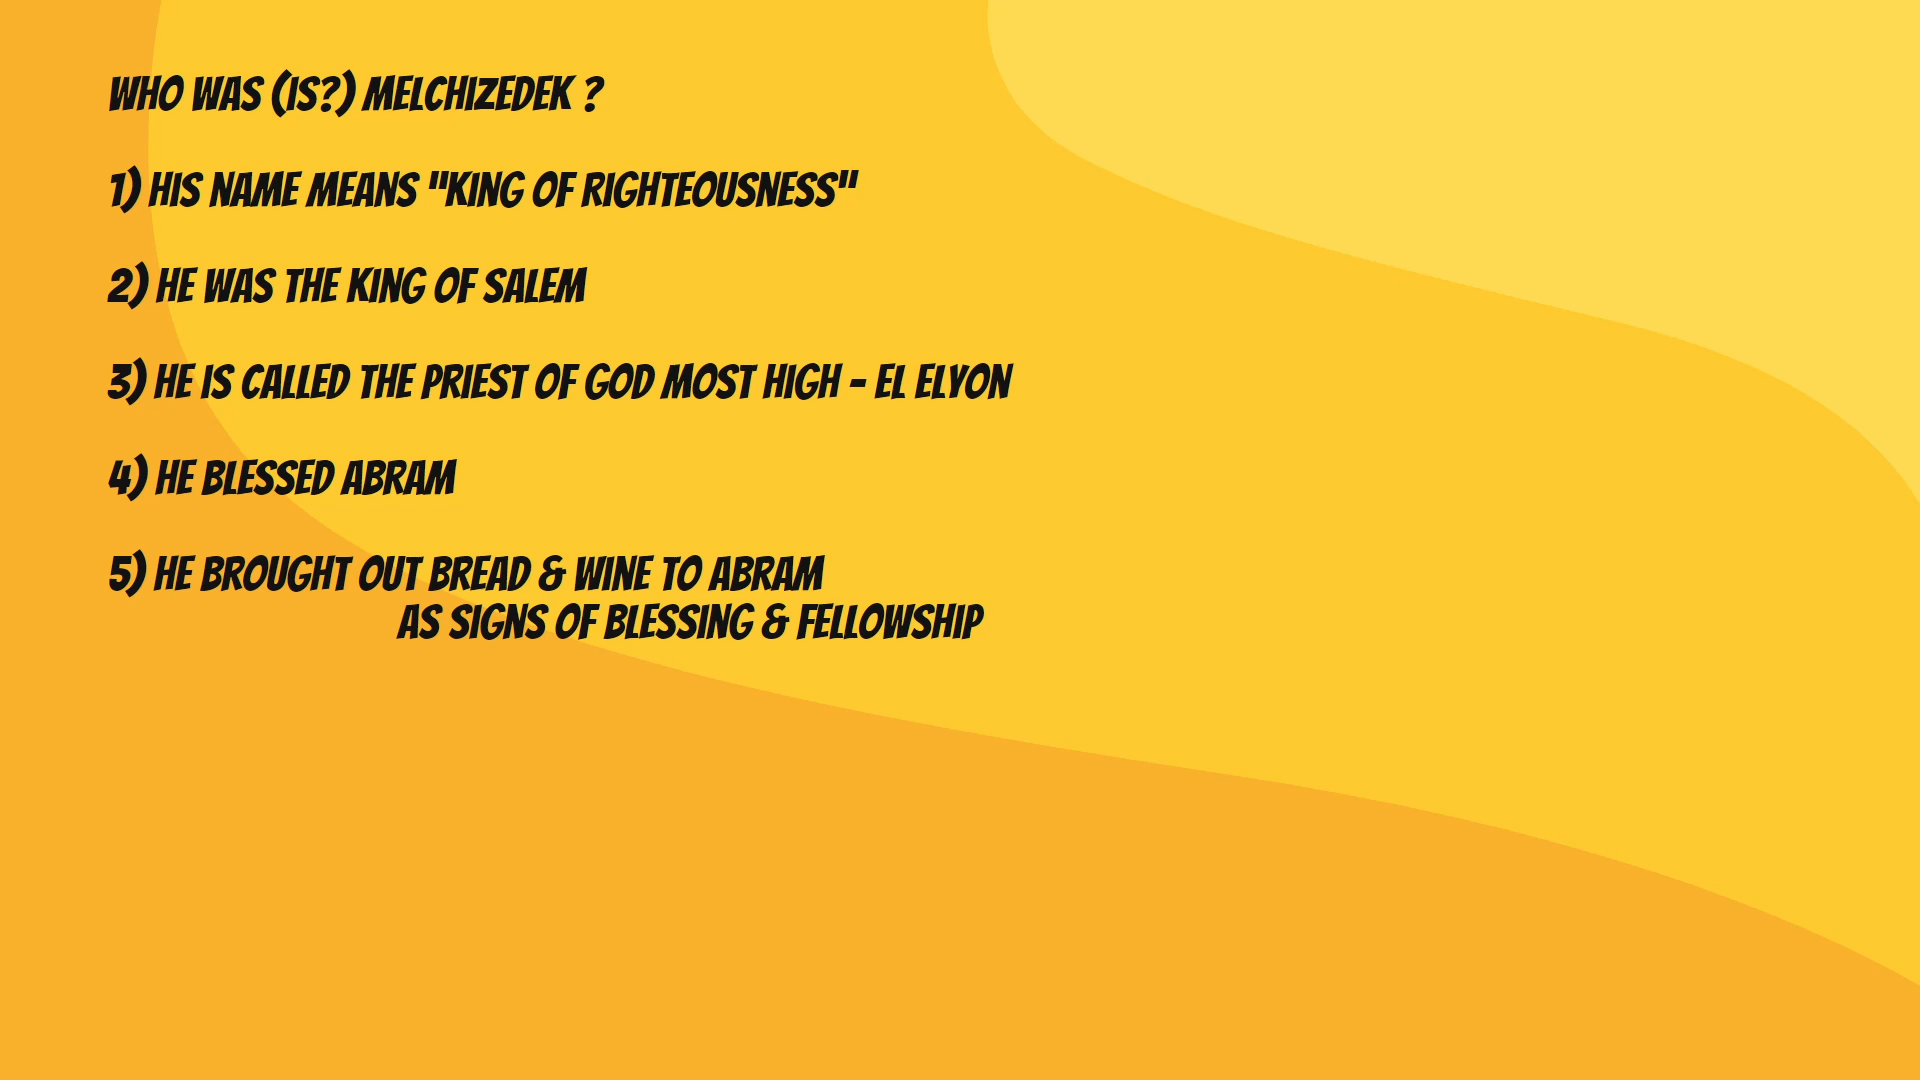 WHO WAS (IS?) MELCHIZEDEK ?
1) HIS NAME MEANS "KING OF RIGHTEOUSNESS"
2) HE WAS THE KING OF SALEM
3) HE IS CALLED THE PRIEST OF GOD MOST HIGH - EL ELYON
4) HE BLESSED ABRAM
5) HE BROUGHT OUT BREAD & WINE TO ABRAM
AS SIGNS OF BLESSING & FELLOWSHIP